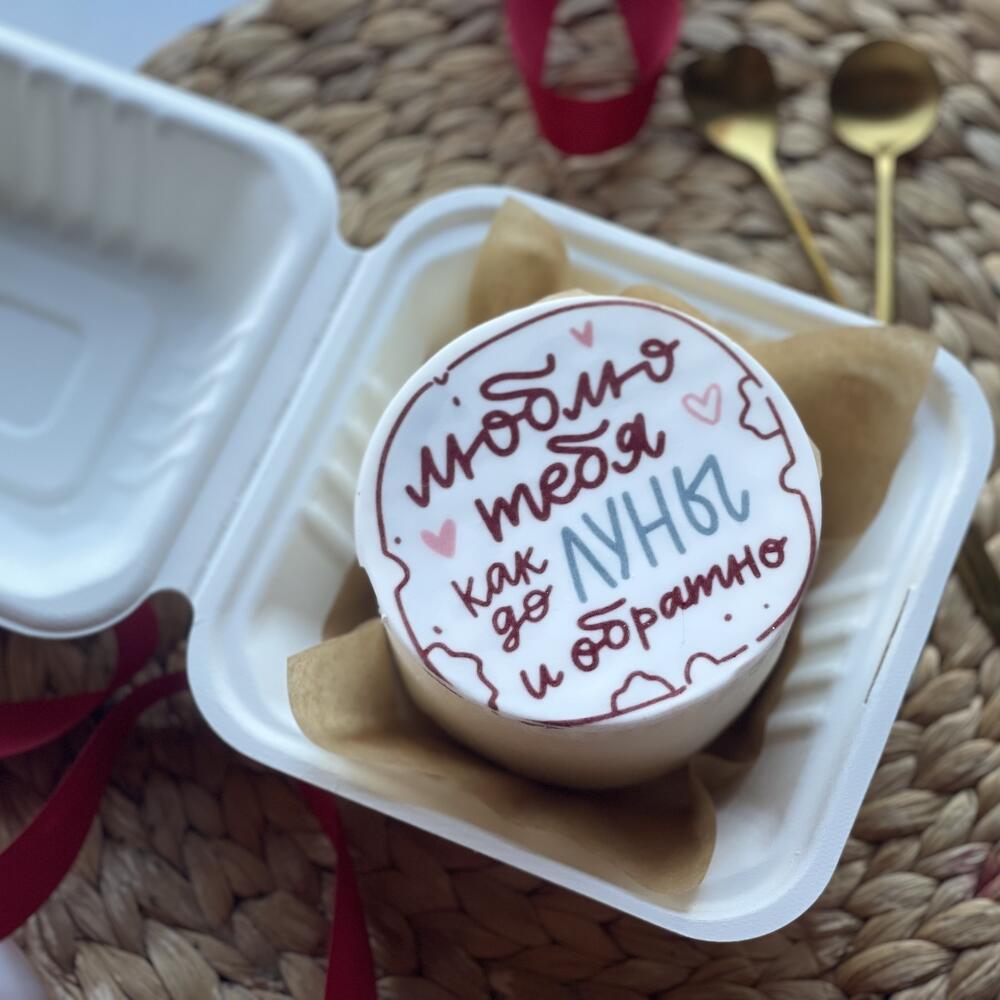 люблю
тебя
как
до ЛУНЫ
и обратно